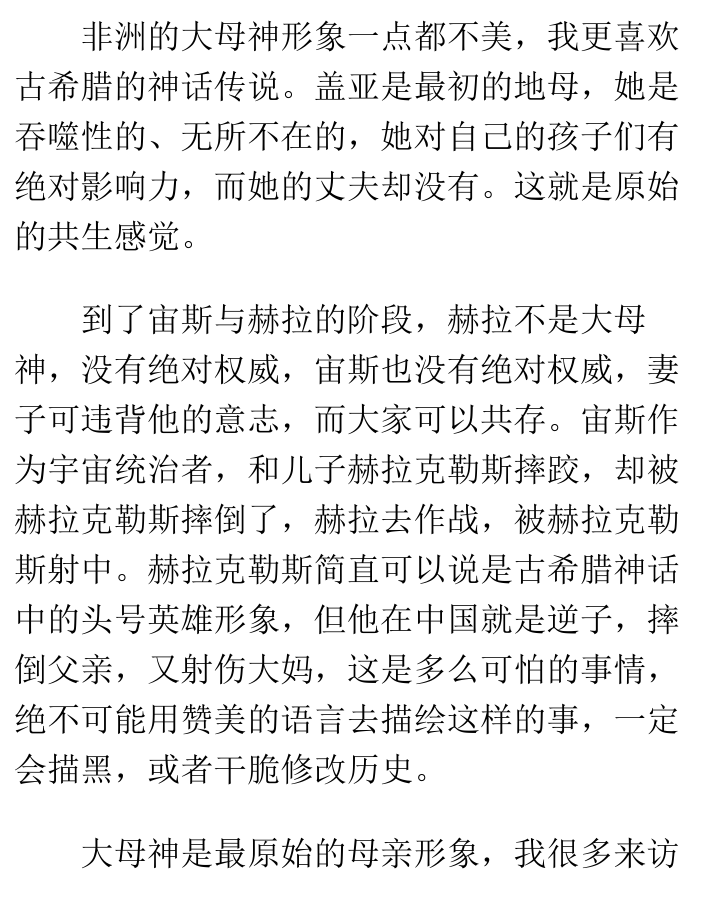 非洲的大母神形象一点都不美，我更喜欢
古希腊的神话传说。盖亚是最初的地母，她是
吞噬性的、无所不在的，她对自己的孩子们有
绝对影响力，而她的丈夫却没有。这就是原始
的共生感觉。
到了宙斯与赫拉的阶段，赫拉不是大母
神，没有绝对权威，宙斯也没有绝对权威，妻
子可违背他的意志，而大家可以共存。宙斯作
为宇宙统治者，和儿子赫拉克勒斯摔跤，却被
赫拉克勒斯摔倒了，赫拉去作战，被赫拉克勒
斯射中。赫拉克勒斯简直可以说是古希腊神话
中的头号英雄形象，但他在中国就是逆子，摔
倒父亲，又射伤大妈，这是多么可怕的事情，
绝不可能用赞美的语言去描绘这样的事，一定
会描黑，或者干脆修改历史。
大母神是最原始的母亲形象，我很多来访